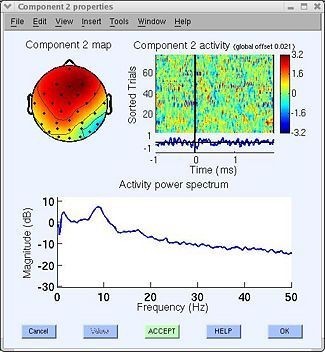 Component 2 properties
File Edit View Insert Tools Window Help
Component 2 map
Component 2 activity (global offset 0.021)
Sorted Trials
60
40
20
3.2
1.6
0
-1.6
-3.2
1
-1
-1 0 1
Time (ms)
Activity power spectrum
Magnitude (dB)
10
0
-10
-20
-30
0 10 20 30 40 50
Frequency (Hz)
Cancel Values ACCEPT HELP OK